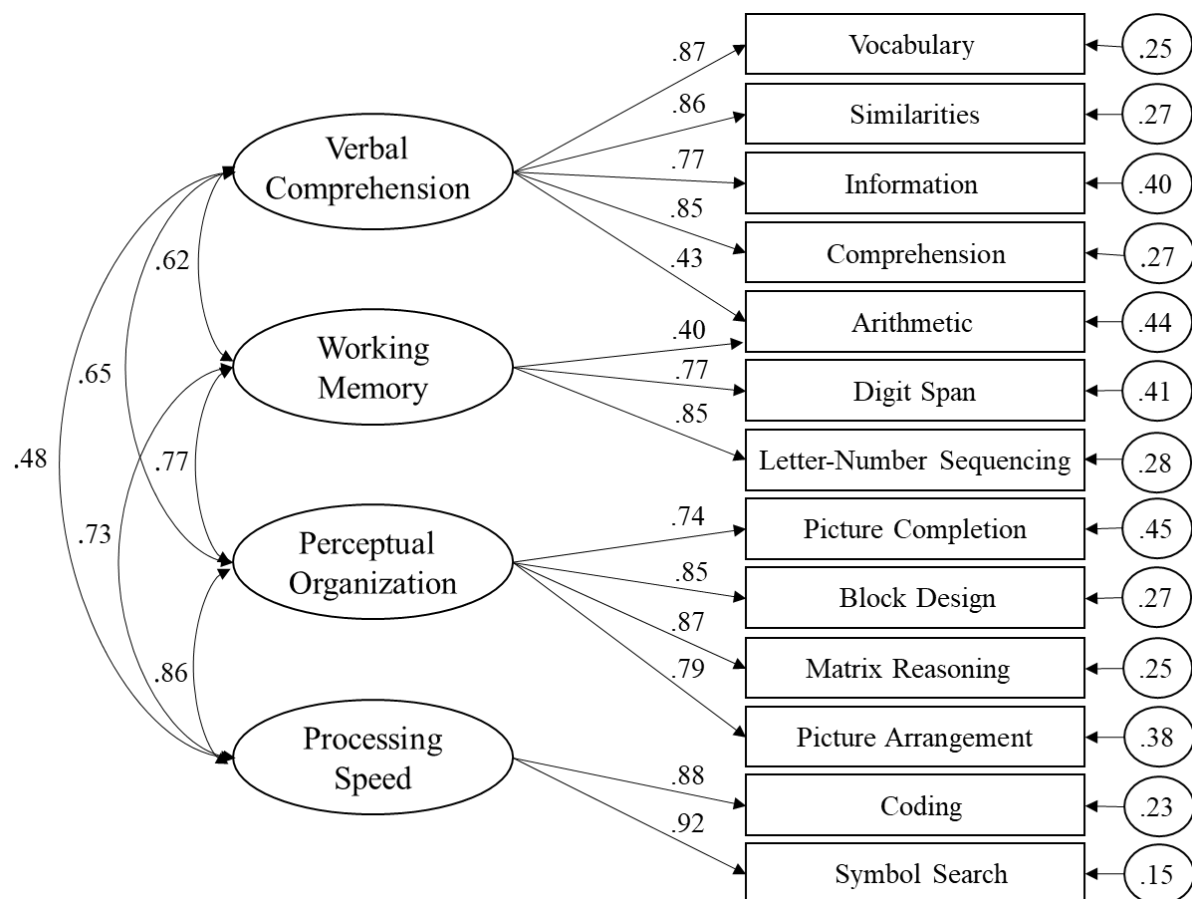 Vocabulary
.25
.87
Similarities
.27
.86
Verbal
Comprehension
Information
.40
.77
Comprehension
.27
.85
.43
.62
Arithmetic
.44
.40
Working
Memory
Digit Span
.41
.77
.65
.85
Letter-Number Sequencing
.28
.48
.77
.73
Picture Completion
.45
.74
Perceptual
Organization
Block Design
.27
.85
.87
Matrix Reasoning
.25
.79
.86
Picture Arrangement
.38
Processing
Speed
.88
Coding
.23
.92
Symbol Search
.15